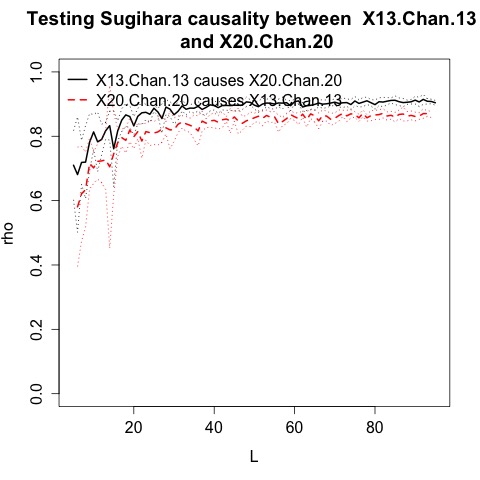 Testing Sugihara causality between X13.Chan.13
and X20.Chan.20
X13.Chan.13 causes X20.Chan.20
X20.Chan.20 causes X13.Chan.13
rho
1.0
0.8
0.6
0.4
0.2
0.0
20 40 60 80
L